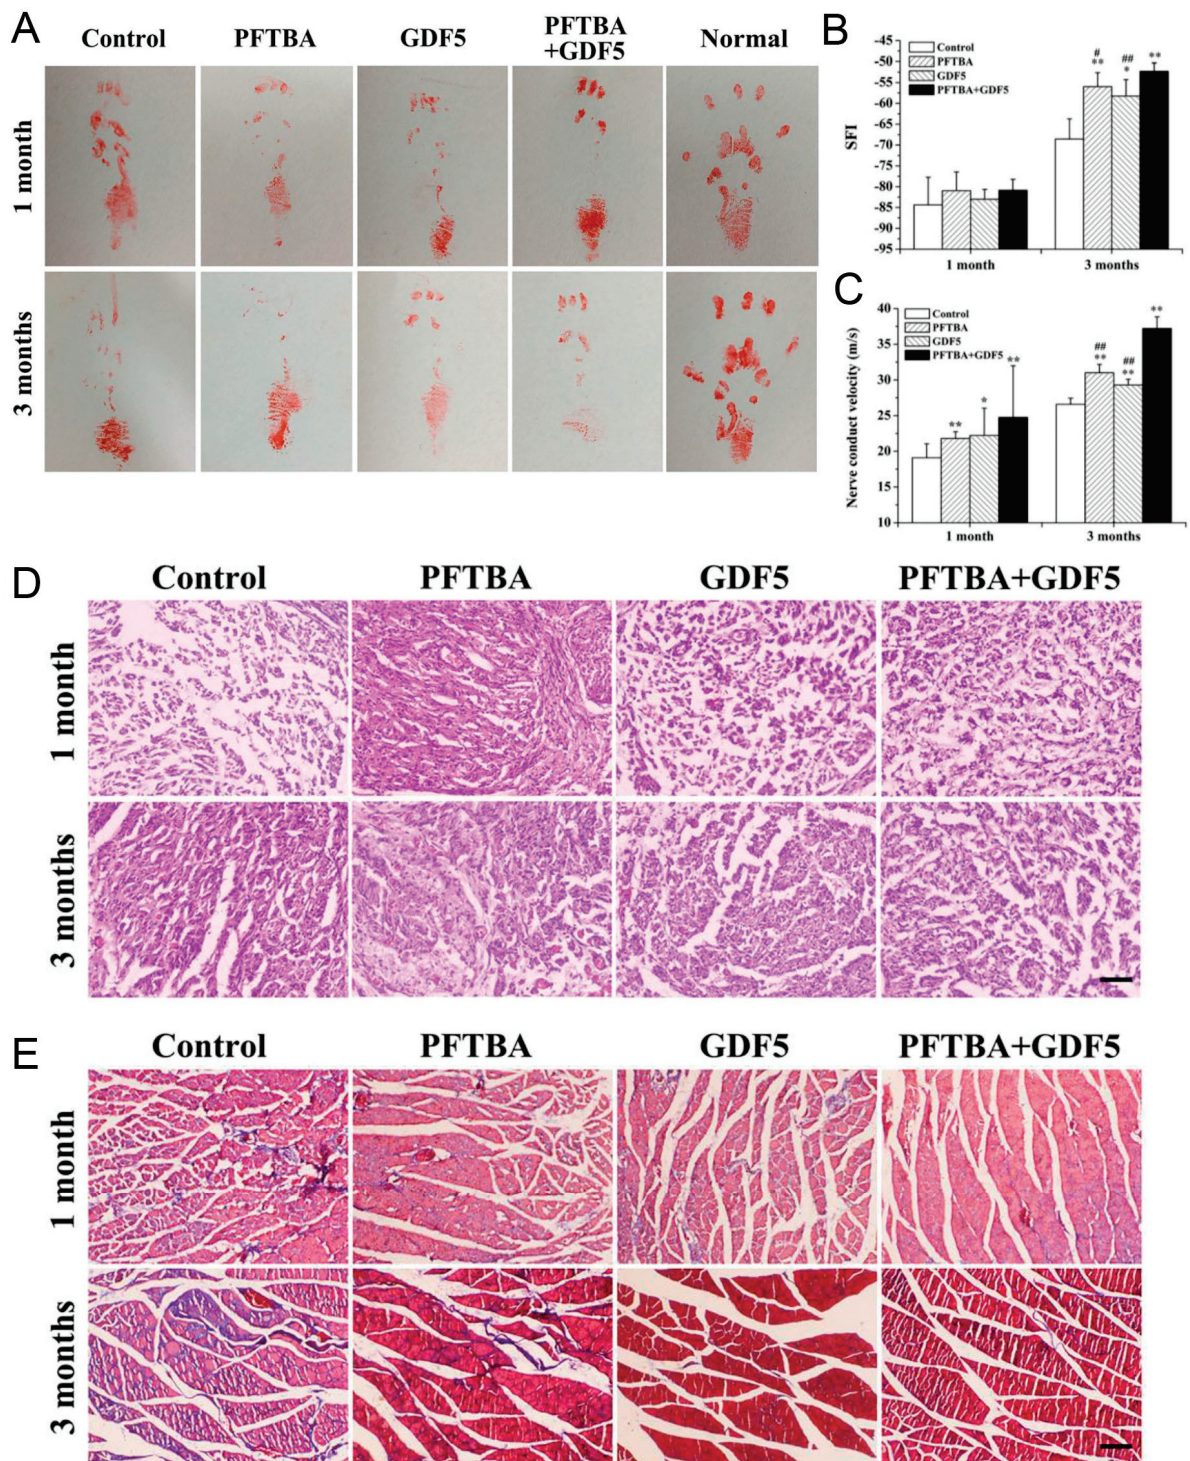 A
Control
PFTBA
GDF5
PFTBA
+GDF5
Normal
1 month
3 months
B
Control
PFTBA
GDF5
PFTBA+GDF5
SFI
-45
-50
-55
-60
-65
-70
-75
-80
-85
-90
-95
#
**
##
*
**
1 month
3 months
C
Control
PFTBA
GDF5
PFTBA+GDF5
Nerve conduct velocity (m/s)
40
35
30
25
20
15
10
**
*
**
##
**
##
**
**
1 month
3 months
D
Control
PFTBA
GDF5
PFTBA+GDF5
1 month
3 months
E
Control
PFTBA
GDF5
PFTBA+GDF5
1 month
3 months